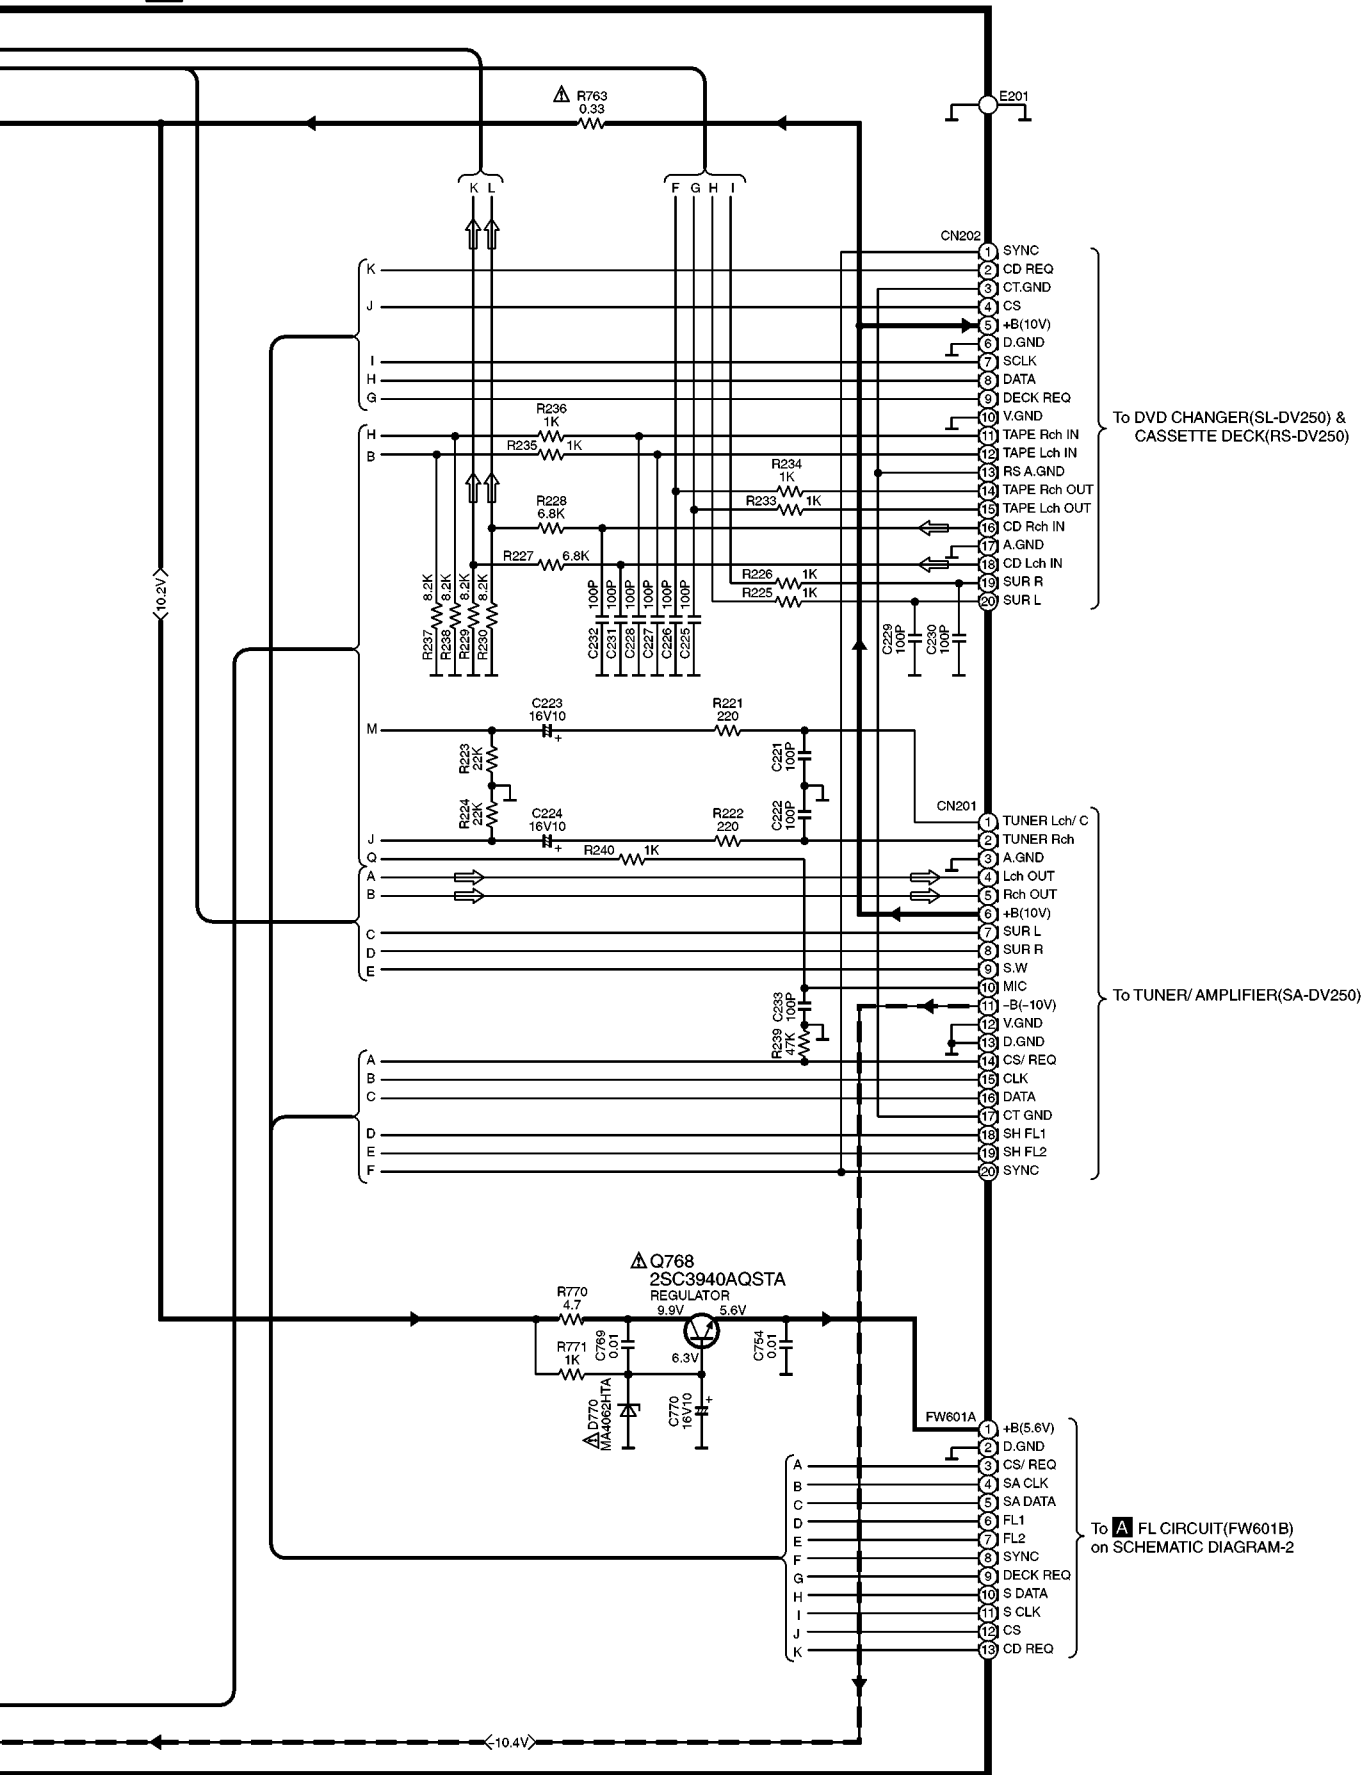 R763
0.33
E201
K L
F G H I
CN202
1 SYNC
K 2 CD REQ
3 CT.GND
J 4 CS
5 +B(10V)
6 D.GND
I 7 SCLK
H 8 DATA
G 9 DECK REQ
10 V.GND
H R236 1K 11 TAPE Rch IN
B R235 1K 12 TAPE Lch IN
13 RS A.GND
R234 1K 14 TAPE Rch OUT
R233 1K 15 TAPE Lch OUT
R228 6.8K 16 CD Rch IN
17 A.GND
R227 6.8K 18 CD Lch IN
R226 1K 19 SUR R
R225 1K 20 SUR L
To DVD CHANGER(SL-DV250) &
CASSETTE DECK(RS-DV250)
10.2V
R237 8.2K
R238 8.2K
R229 8.2K
R230 8.2K
C232 100P
C231 100P
C228 100P
C227 100P
C226 100P
C225 100P
C229 100P
C230 100P
M
C223
16V10
+
R221
220
R223
22K
C221
100P
R224
22K
C224
16V10
+
R222
220
C222
100P
CN201
1 TUNER Lch/ C
J 2 TUNER Rch
Q R240 1K 3 A.GND
A 4 Lch OUT
B 5 Rch OUT
6 +B(10V)
C 7 SUR L
D 8 SUR R
E 9 S.W
10 MIC
11 -B(-10V)
12 V.GND
13 D.GND
C233
100P
R239
47K
A 14 CS/ REQ
B 15 CLK
C 16 DATA
17 CT GND
D 18 SH FL1
E 19 SH FL2
F 20 SYNC
To TUNER/ AMPLIFIER(SA-DV250)
Q768
2SC3940AQSTA
REGULATOR
9.9V 5.6V
6.3V
R770
4.7
R771
1K
C769
0.01
C754
0.01
D770
MA4062HTA
C770
16V10
+
FW601A
1 +B(5.6V)
2 D.GND
A 3 CS/ REQ
B 4 SA CLK
C 5 SA DATA
D 6 FL1
E 7 FL2
F 8 SYNC
G 9 DECK REQ
H 10 S DATA
I 11 S CLK
J 12 CS
K 13 CD REQ
To A FL CIRCUIT(FW601B)
on SCHEMATIC DIAGRAM-2
-10.4V